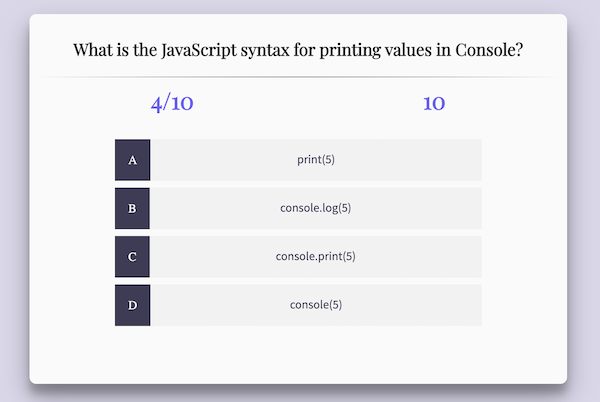 What is the JavaScript syntax for printing values in Console?
4/10 10
A print(5)
B console.log(5)
C console.print(5)
D console(5)